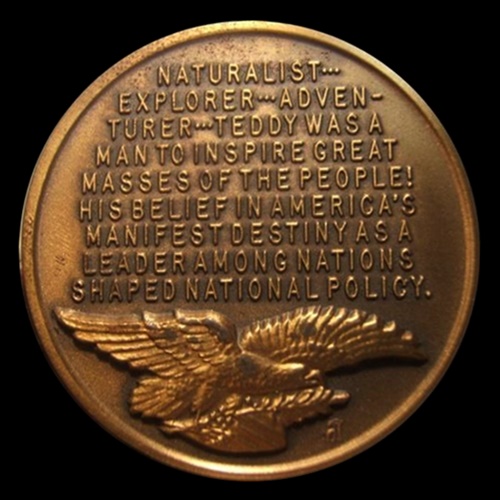 NATURALIST...
EXPLORER...ADVEN-
TURER...TEDDY WAS A
MAN TO INSPIRE GREAT
MASSES OF THE PEOPLE!
HIS BELIEF IN AMERICA'S
MANIFEST DESTINY AS A
LEADER AMONG NATIONS
SHAPED NATIONAL POLICY.